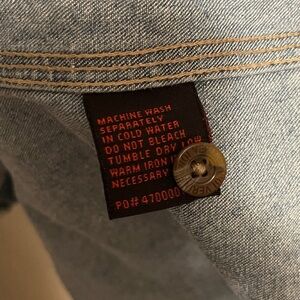 MACHINE WASH
SEPARATELY
IN COLD WATER
DO NOT BLEACH
TUMBLE DRY LOW
WARM IRON
NECESSARY
PO# 470000